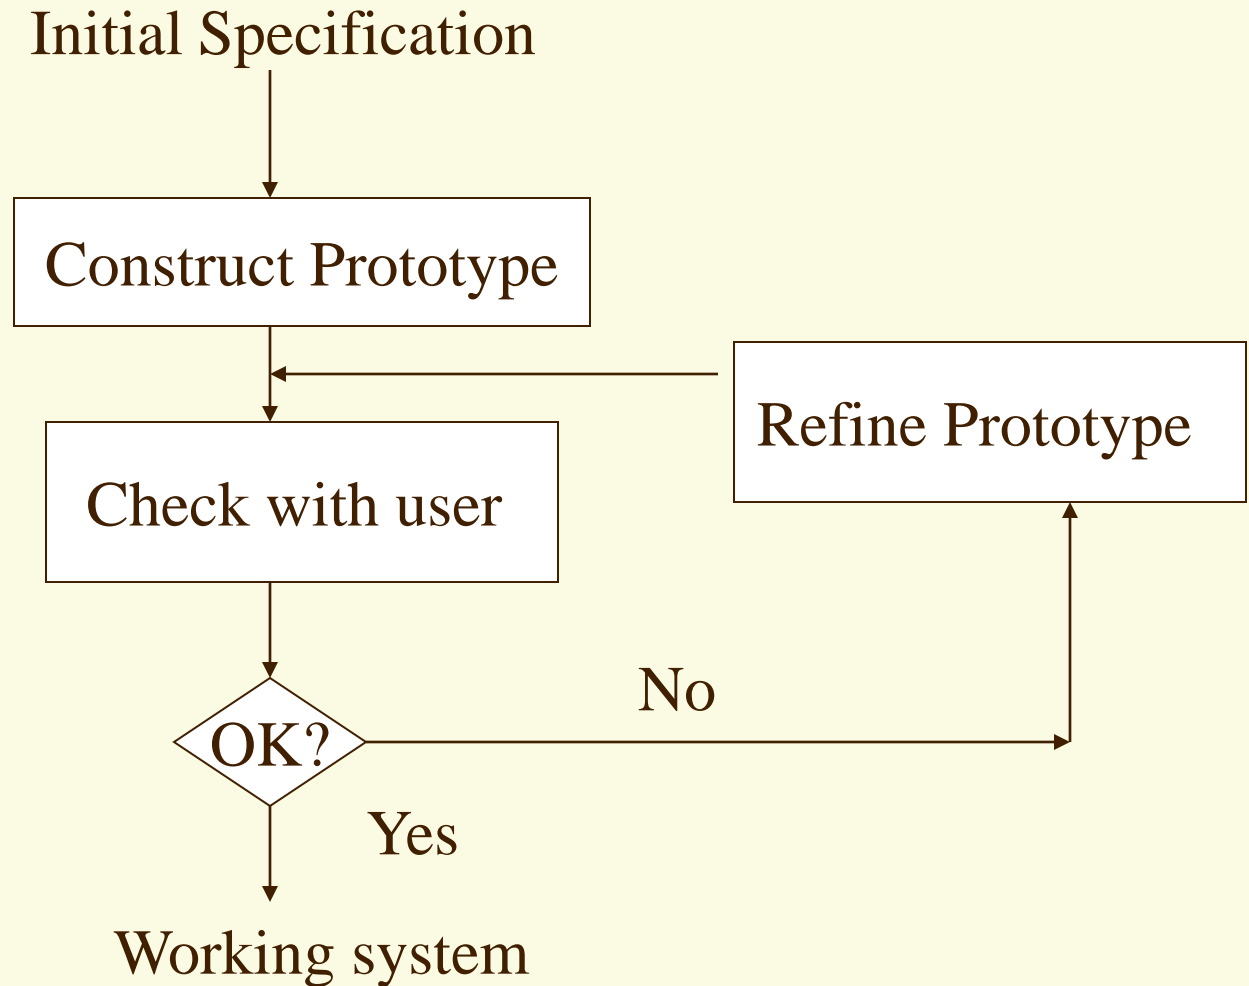 Initial Specification
Construct Prototype
Refine Prototype
Check with user
No
OK?
Yes
Working system